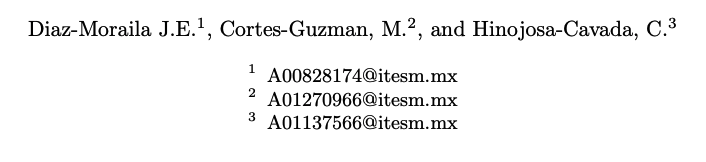 Diaz-Moraila J.E.¹, Cortes-Guzman, M.², and Hinojosa-Cavada, C.³
¹ A00828174@itesm.mx
² A01270966@itesm.mx
³ A01137566@itesm.mx